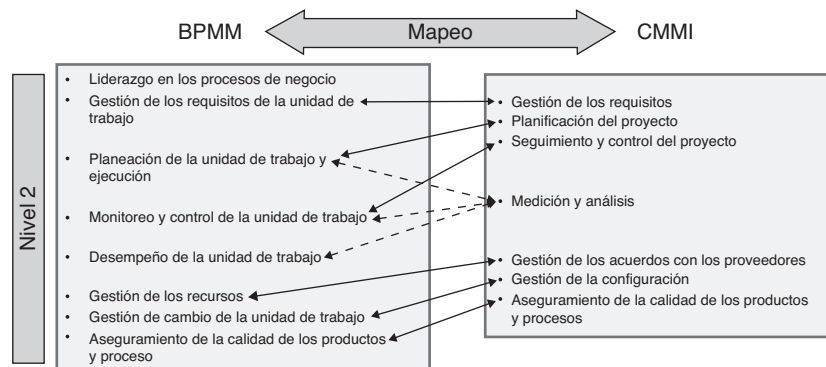 BPMM
Mapeo
CMMI
Nivel 2
• Liderazgo en los procesos de negocio
• Gestión de los requisitos de la unidad de
trabajo
• Planeación de la unidad de trabajo y
ejecución
• Monitoreo y control de la unidad de trabajo
• Desempeño de la unidad de trabajo
• Gestión de los recursos
• Gestión de cambio de la unidad de trabajo
• Aseguramiento de la calidad de los productos
y proceso
• Gestión de los requisitos
• Planificación del proyecto
• Seguimiento y control del proyecto
• Medición y análisis
• Gestión de los acuerdos con los proveedores
• Gestión de la configuración
• Aseguramiento de la calidad de los productos
y procesos